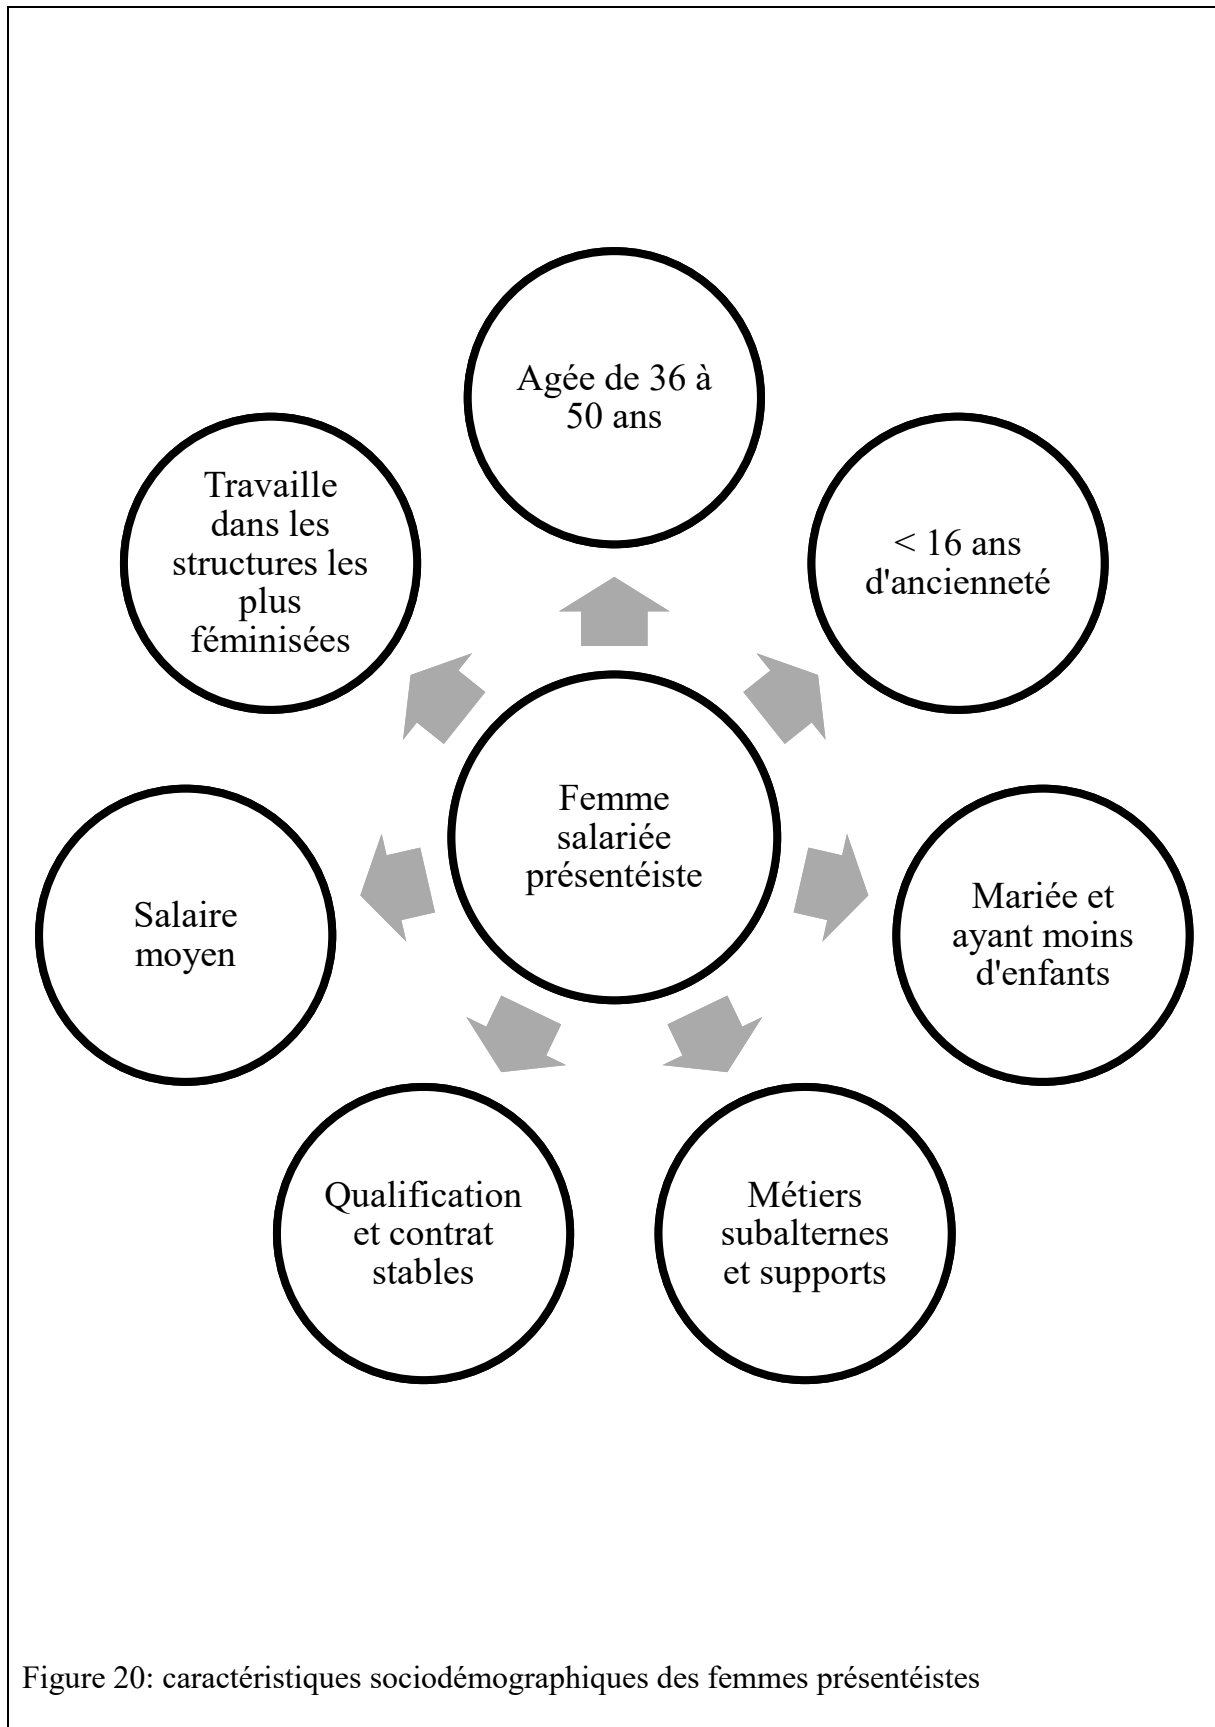 Agée de 36 à
50 ans
< 16 ans
d'ancienneté
Mariée et
ayant moins
d'enfants
Métiers
subalternes
et supports
Qualification
et contrat
stables
Salaire
moyen
Travaille
dans les
structures les
plus
féminisées
Femme
salariée
présentéiste
Figure 20: caractéristiques sociodémographiques des femmes présentéistes